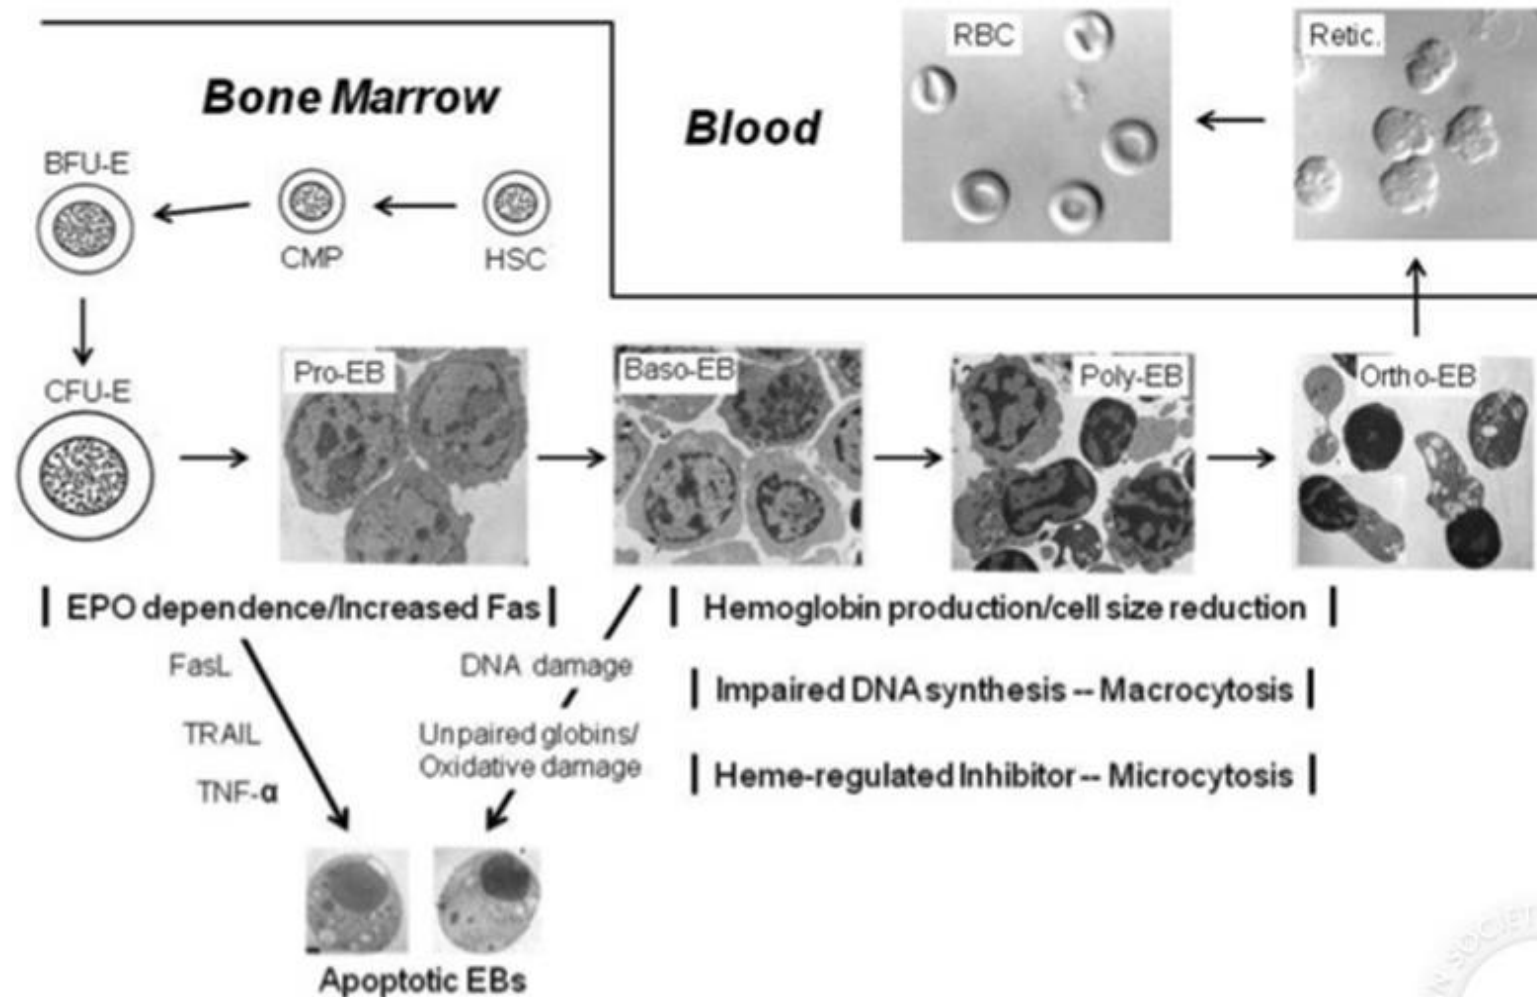 Bone Marrow
Blood
RBC
Retic.
BFU-E
CMP
HSC
CFU-E
Pro-EB
Baso-EB
Poly-EB
Ortho-EB
EPO dependence/Increased Fas
Hemoglobin production/cell size reduction
FasL
DNA damage
Impaired DNA synthesis -- Macrocytosis
TRAIL
Unpaired globins/
Oxidative damage
Heme-regulated Inhibitor -- Microcytosis
TNF-α
Apoptotic EBs
SOCIET